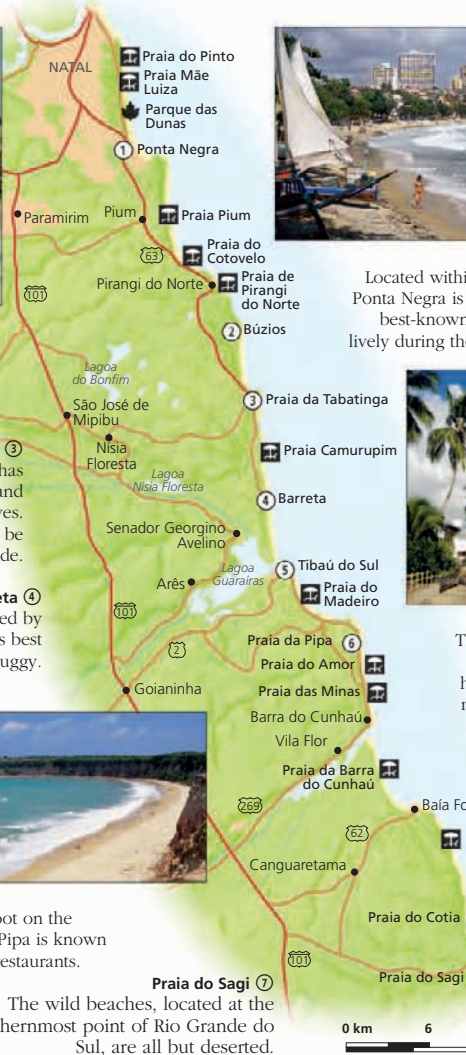 NATAL
Praia do Pinto
Praia Mãe
Luiza
Parque das
Dunas
1 Ponta Negra
Paramirim
Pium
Praia Pium
63
Praia do
Cotovelo
Pirangi do Norte
Praia de
Pirangi
do Norte
101
2 Búzios
Located within
Ponta Negra is
best-known
lively during the
Lagoa
do Bonfim
São José de
Mipibu
3 Praia da Tabatinga
Nísia
Floresta
Praia Camurupim
3
has
and
be
Lagoa
Nísia Floresta
4 Barreta
Senador Georgino
Avelino
Lagoa
Guaraíras
5 Tibaú do Sul
Arês
Praia do
Madeiro
4
ed by
s best
uggy.
101
2
Praia da Pipa 6
Praia do Amor
Praia das Minas
Goianinha
Barra do Cunhaú
Vila Flor
Praia da Barra
do Cunhaú
269
Baía Fo
62
Canguaretama
Praia do Cotia
oot on the
Pipa is known
estaurants.
101
Praia do Sagi
Praia do Sagi 7
The wild beaches, located at the
hernmost point of Rio Grande do
Sul, are all but deserted.
0 km 6